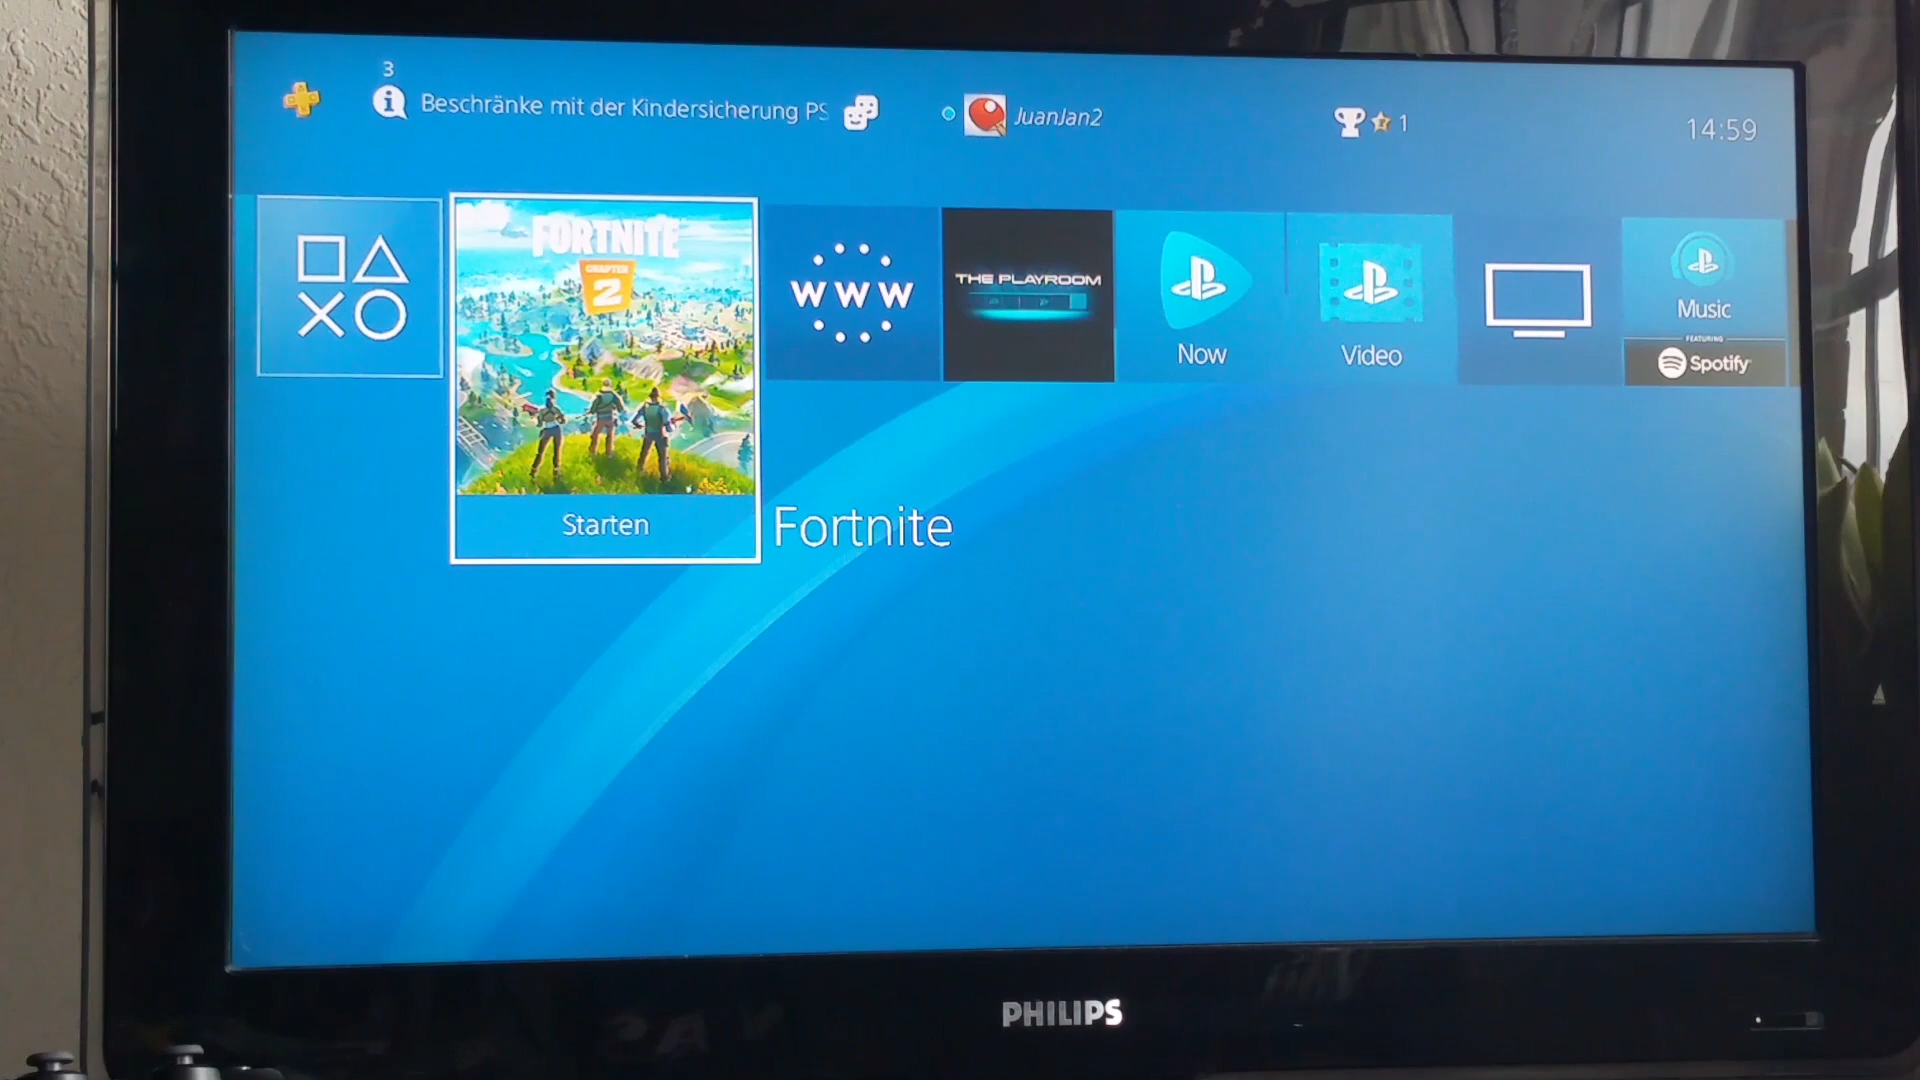 3
Beschränke mit der Kindersicherung PS
JuanJan2
1
14:59
FORTNITE
CHAPTER
2
Starten
Fortnite
WWW
THE PLAYROOM
Now
Video
Music
FEATURING
Spotify
PHILIPS